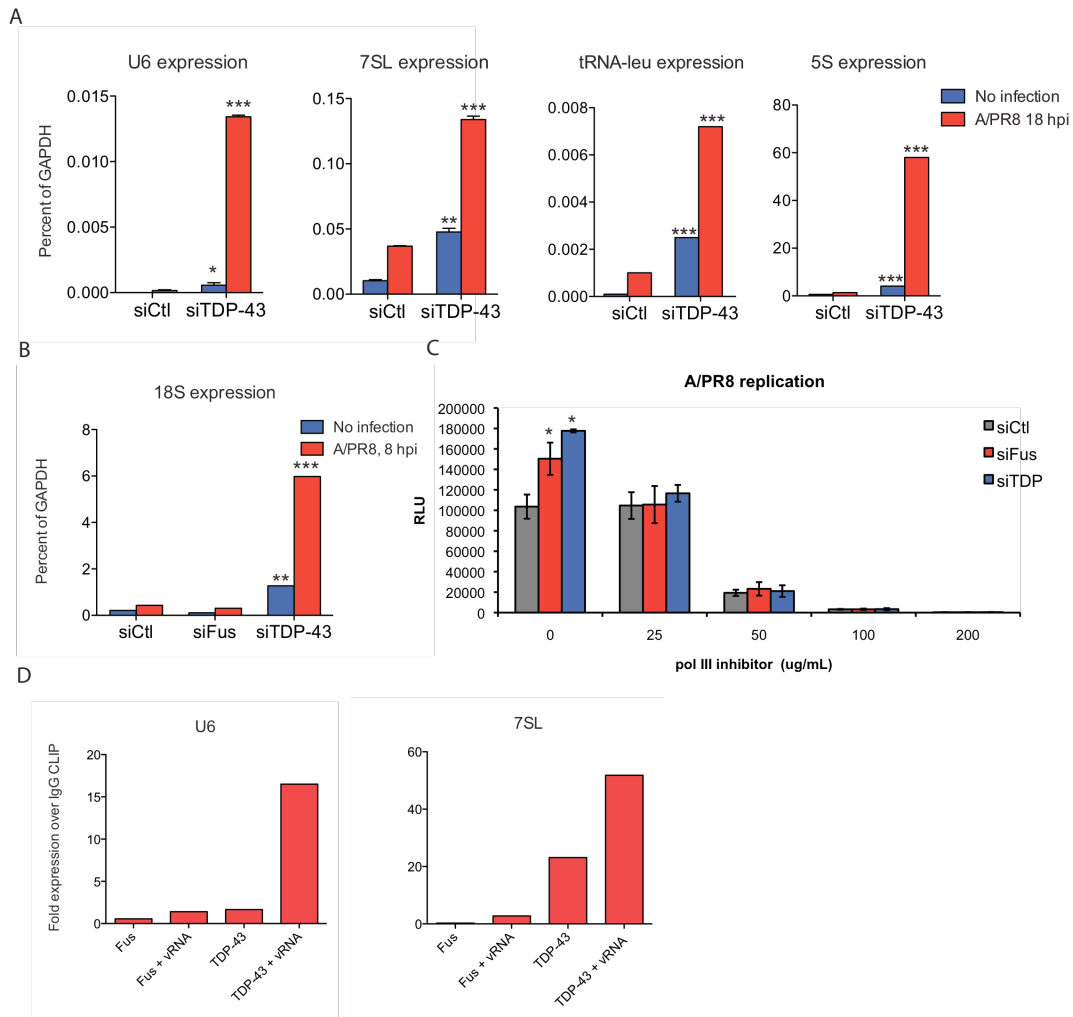 A
U6 expression
7SL expression
tRNA-leu expression
5S expression
No infection
A/PR8 18 hpi
Percent of GAPDH
0.015
0.010
0.005
0.000
*
***
siCtl
siTDP-43
0.15
0.10
0.05
0.00
**
***
siCtl
siTDP-43
0.008
0.006
0.004
0.002
0.000
***
***
siCtl
siTDP-43
80
60
40
20
0
***
***
siCtl
siTDP-43
B
18S expression
No infection
A/PR8, 8 hpi
Percent of GAPDH
8
6
4
2
0
**
***
siCtl
siFus
siTDP-43
C
A/PR8 replication
siCtl
siFus
siTDP
RLU
200000
180000
160000
140000
120000
100000
80000
60000
40000
20000
0
*
*
0
25
50
100
200
pol III inhibitor (ug/mL)
D
U6
Fold expression over IgG CLIP
20
15
10
5
0
Fus
Fus + vRNA
TDP-43
TDP-43 + vRNA
7SL
60
40
20
0
Fus
Fus + vRNA
TDP-43
TDP-43 + vRNA